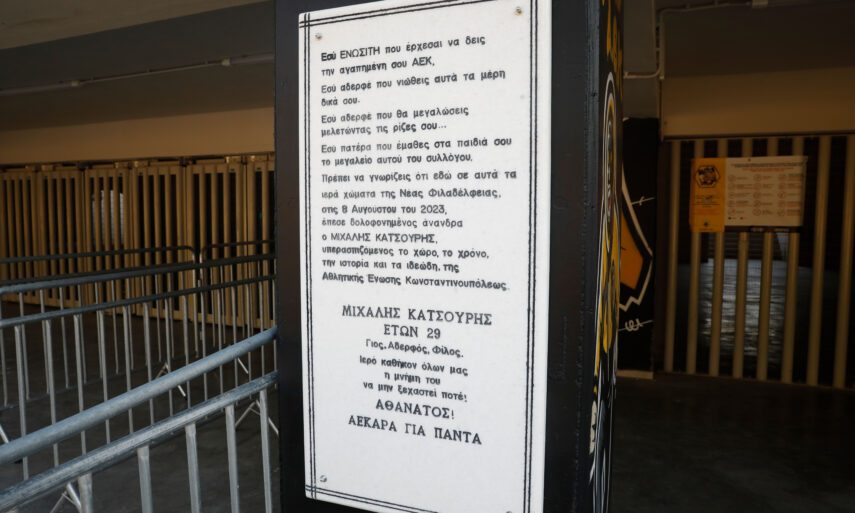 Εσύ ΕΝΩΣΙΤΗ που έρχεσαι να δεις
την αγαπημένη σου ΑΕΚ,
Εσύ αδερφέ που νιώθεις αυτά τα μέρη
δικά σου.
Εσύ αδερφέ που θα μεγαλώσεις
μελετώντας τις ρίζες σου...
Εσύ πατέρα που έμαθες στα παιδιά σου
το μεγαλείο αυτού του συλλόγου.
Πρέπει να γνωρίζεις ότι εδώ σε αυτά τα
ιερά χώματα της Νέας Φιλαδέλφειας,
στις 8 Αυγούστου του 2023,
έπεσε δολοφονημένος άνανδρα
ο ΜΙΧΑΛΗΣ ΚΑΤΣΟΥΡΗΣ,
υπερασπιζόμενος το χώρο, το χρόνο,
την ιστορία και τα ιδεώδη, της
Αθλητικής Ένωσης Κωνσταντινουπόλεως.
ΜΙΧΑΛΗΣ ΚΑΤΣΟΥΡΗΣ
ΕΤΩΝ 29
Γιος, Αδερφός, Φίλος.
Ιερό καθήκον όλων μας
η μνήμη του
να μην ξεχαστεί ποτέ!
ΑΘΑΝΑΤΟΣ!
ΑΕΚΑΡΑ ΓΙΑ ΠΑΝΤΑ